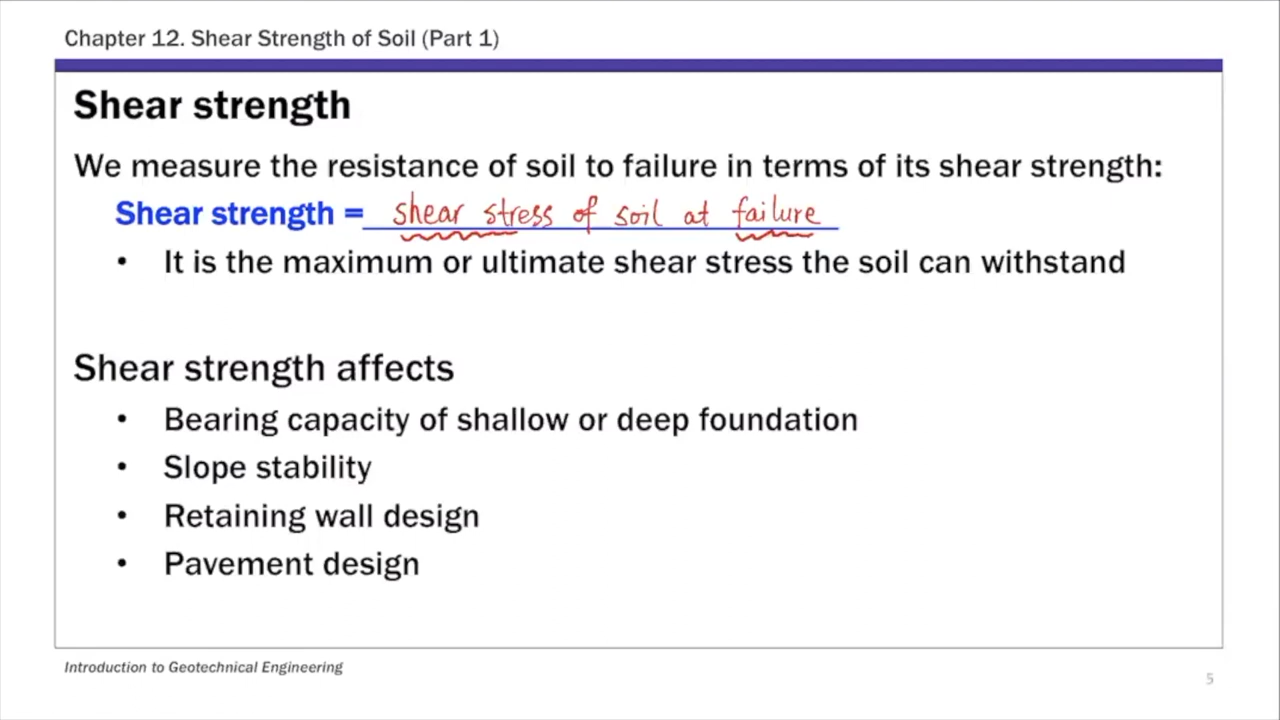 Chapter 12. Shear Strength of Soil (Part 1)
Shear strength
We measure the resistance of soil to failure in terms of its shear strength:
Shear strength = shear stress of soil at failure
• It is the maximum or ultimate shear stress the soil can withstand
Shear strength affects
• Bearing capacity of shallow or deep foundation
• Slope stability
• Retaining wall design
• Pavement design
Introduction to Geotechnical Engineering
5